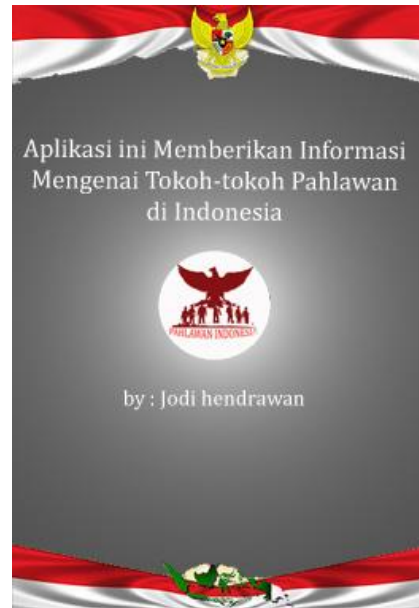 Aplikasi ini Memberikan Informasi
Mengenai Tokoh-tokoh Pahlawan
di Indonesia
PAHLAWAN INDONESIA
by : Jodi hendrawan